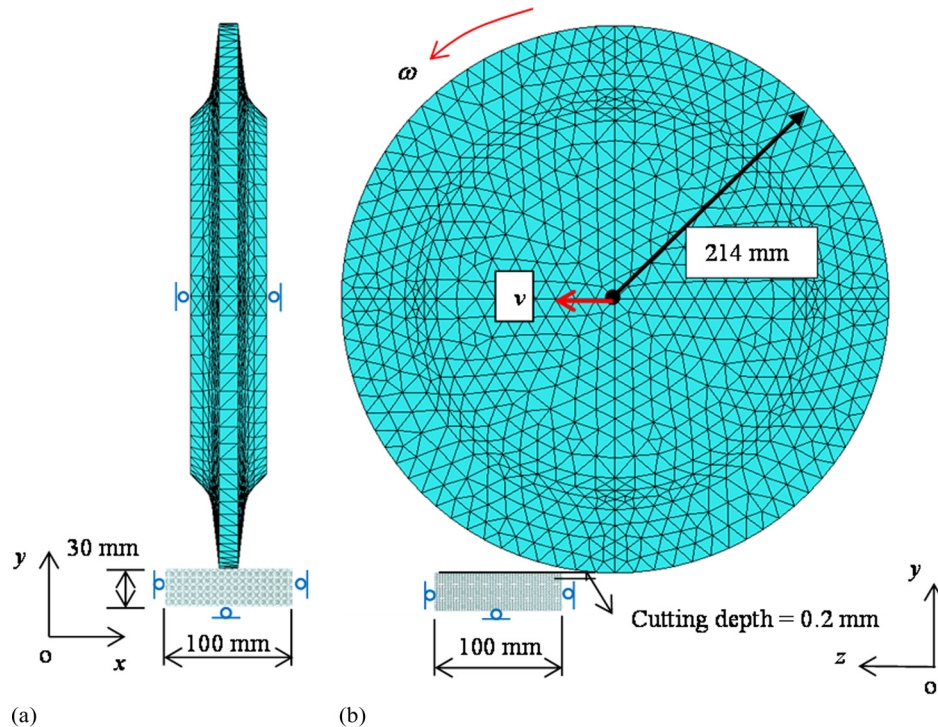 ω
214 mm
v
y
30 mm
o
x
100 mm
100 mm
Cutting depth = 0.2 mm
y
z
o
(a)
(b)